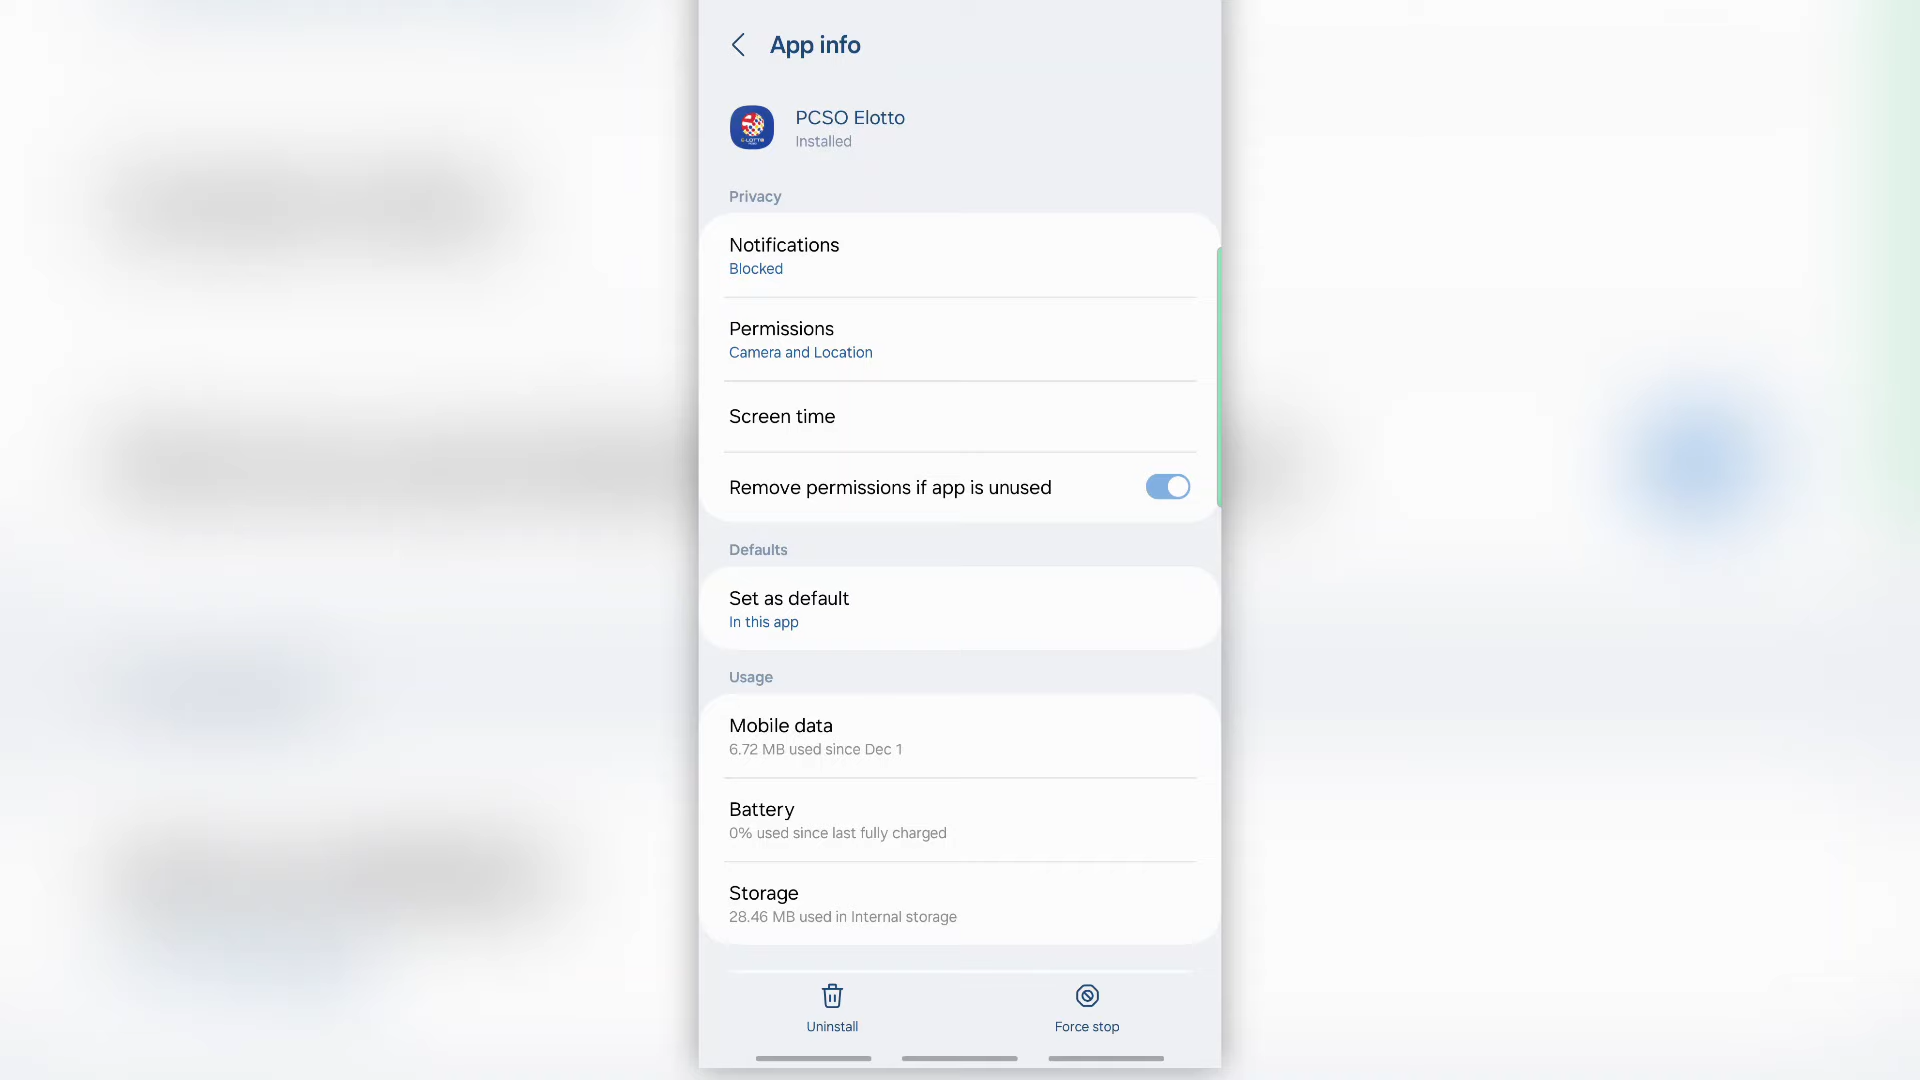 App info
PCSO Elotto
Installed
Privacy
Notifications
Blocked
Permissions
Camera and Location
Screen time
Remove permissions if app is unused
Defaults
Set as default
In this app
Usage
Mobile data
6.72 MB used since Dec 1
Battery
0% used since last fully charged
Storage
28.46 MB used in Internal storage
Uninstall
Force stop